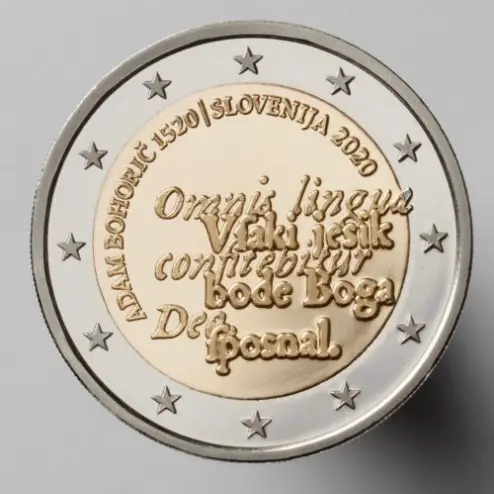 ADAM BOHORIČ 1520|SLOVENIJA 2020
Omnis lingua
Vſaki jesik
confitebitur
bode Boga
Deo.
ſposnal.